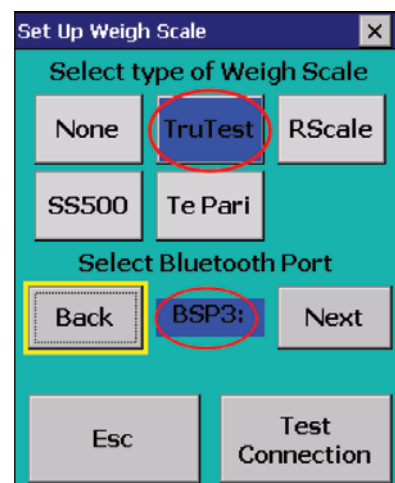 Set Up Weigh Scale
Select type of Weigh Scale
None TruTest RScale
SS500 Te Pari
Select Bluetooth Port
Back BSP3: Next
Esc Test
Connection